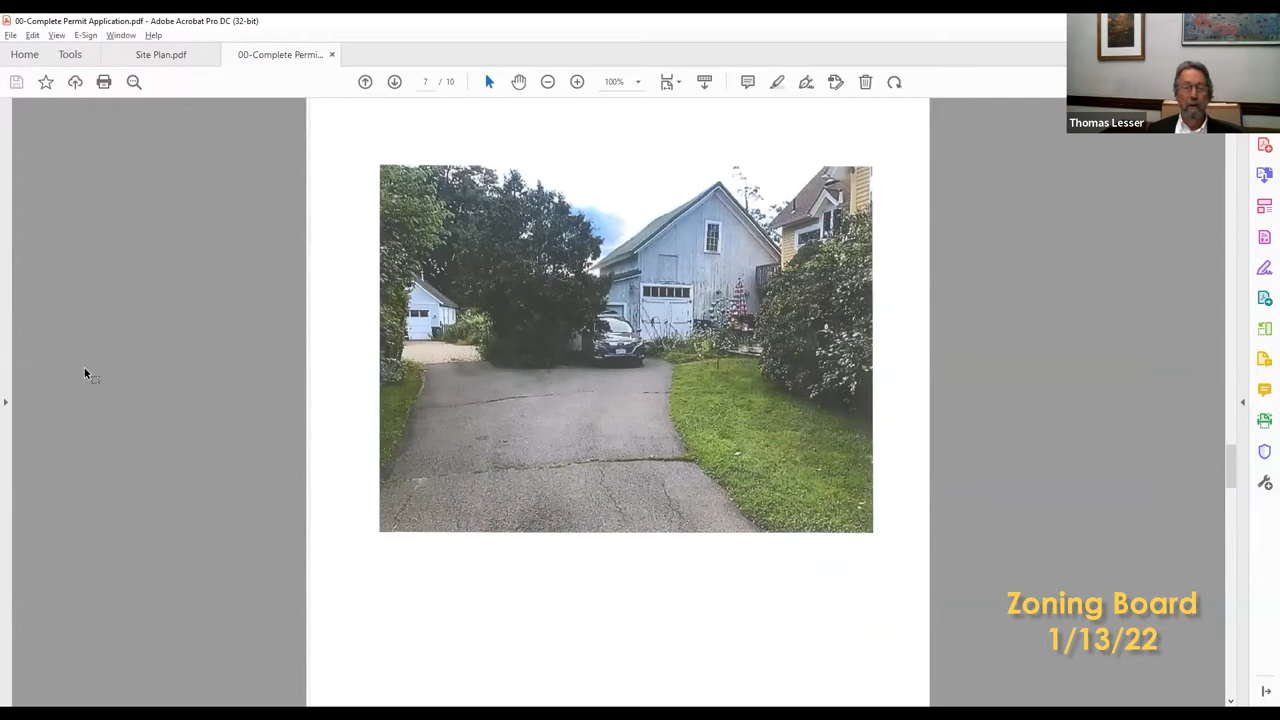 00-Complete Permit Application.pdf - Adobe Acrobat Pro DC (32-bit)
File Edit View E-Sign Window Help
Home Tools Site Plan.pdf 00-Complete Permi... ×
7 / 10 100%
Thomas Lesser
Zoning Board
1/13/22